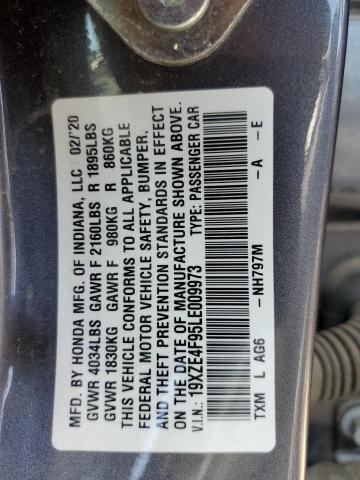 MFD. BY HONDA MFG. OF INDIANA, LLC 02/'20
GVWR 4034LBS GAWR F 2160LBS R 1895LBS
GVWR 1830KG GAWR F 980KG R 860KG
THIS VEHICLE CONFORMS TO ALL APPLICABLE
FEDERAL MOTOR VEHICLE SAFETY, BUMPER,
AND THEFT PREVENTION STANDARDS IN EFFECT
ON THE DATE OF MANUFACTURE SHOWN ABOVE.
V.I.N.: 19XZE4F95LE009973 TYPE: PASSENGER CAR
TXM L AG6 -NH797M -A -E